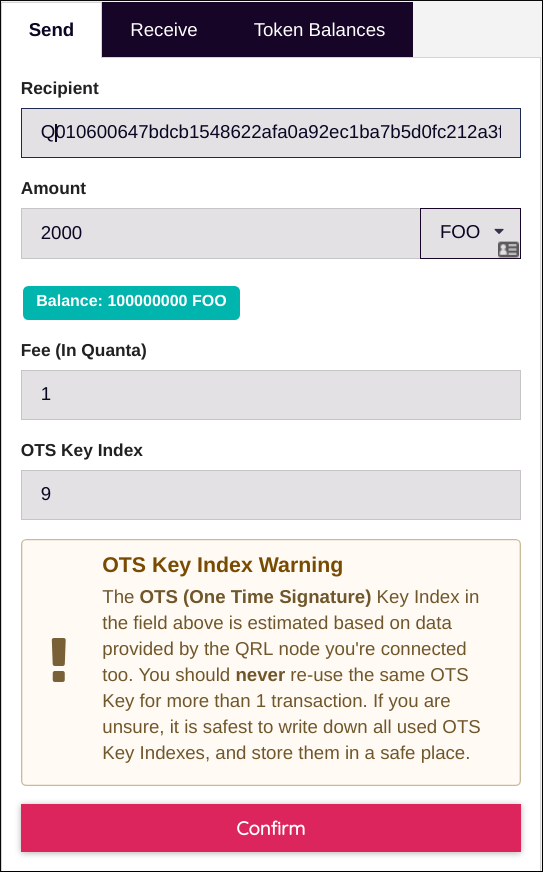 Send Receive Token Balances
Recipient
Q010600647bdcb1548622afa0a92ec1ba7b5d0fc212a3f
Amount
2000 FOO
Balance: 100000000 FOO
Fee (In Quanta)
1
OTS Key Index
9
OTS Key Index Warning
The OTS (One Time Signature) Key Index in
the field above is estimated based on data
provided by the QRL node you're connected
too. You should never re-use the same OTS
Key for more than 1 transaction. If you are
unsure, it is safest to write down all used OTS
Key Indexes, and store them in a safe place.
Confirm